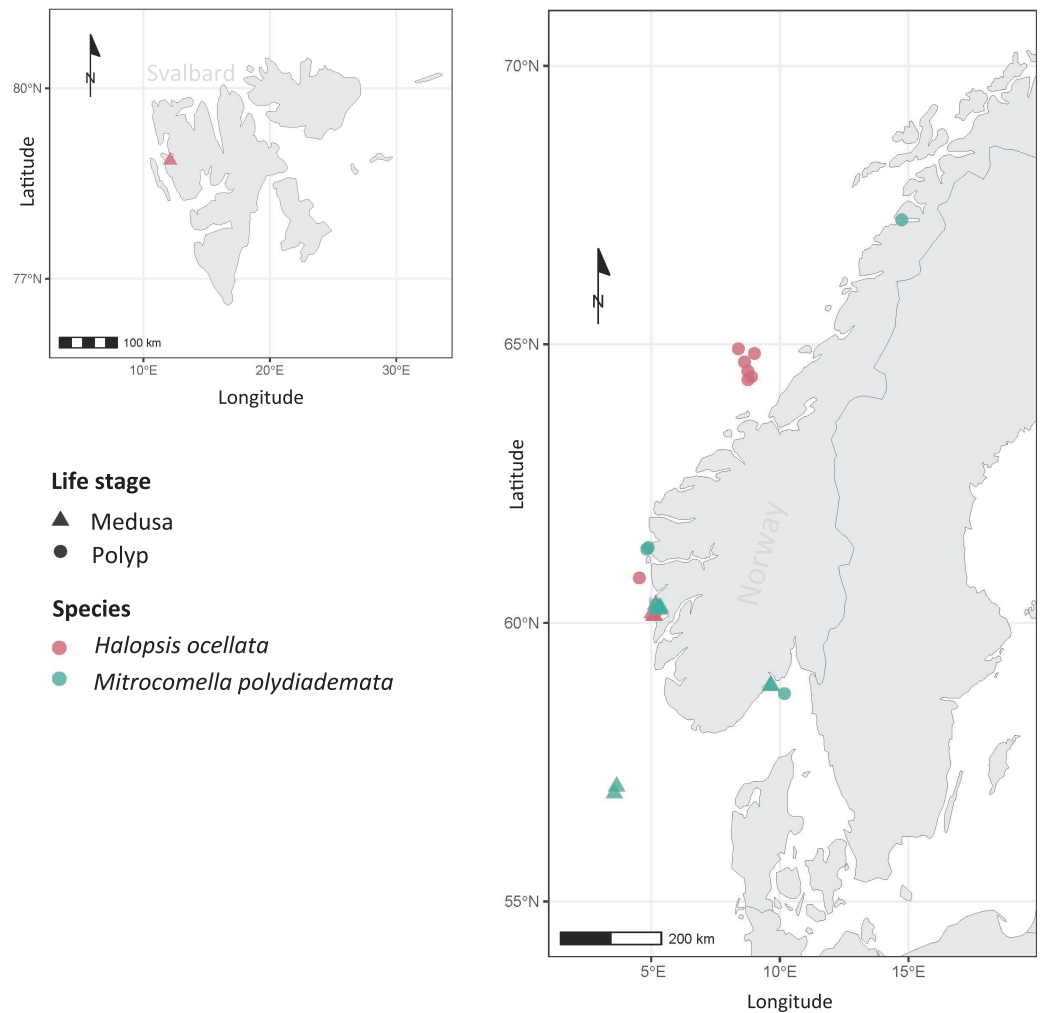 Svalbard
N
80°N
77°N
Latitude
100 km
10°E
20°E
30°E
Longitude
Life stage
Medusa
Polyp
Species
Halopsis ocellata
Mitrocomella polydiademata
70°N
65°N
60°N
55°N
Latitude
N
Norway
200 km
5°E
10°E
15°E
Longitude